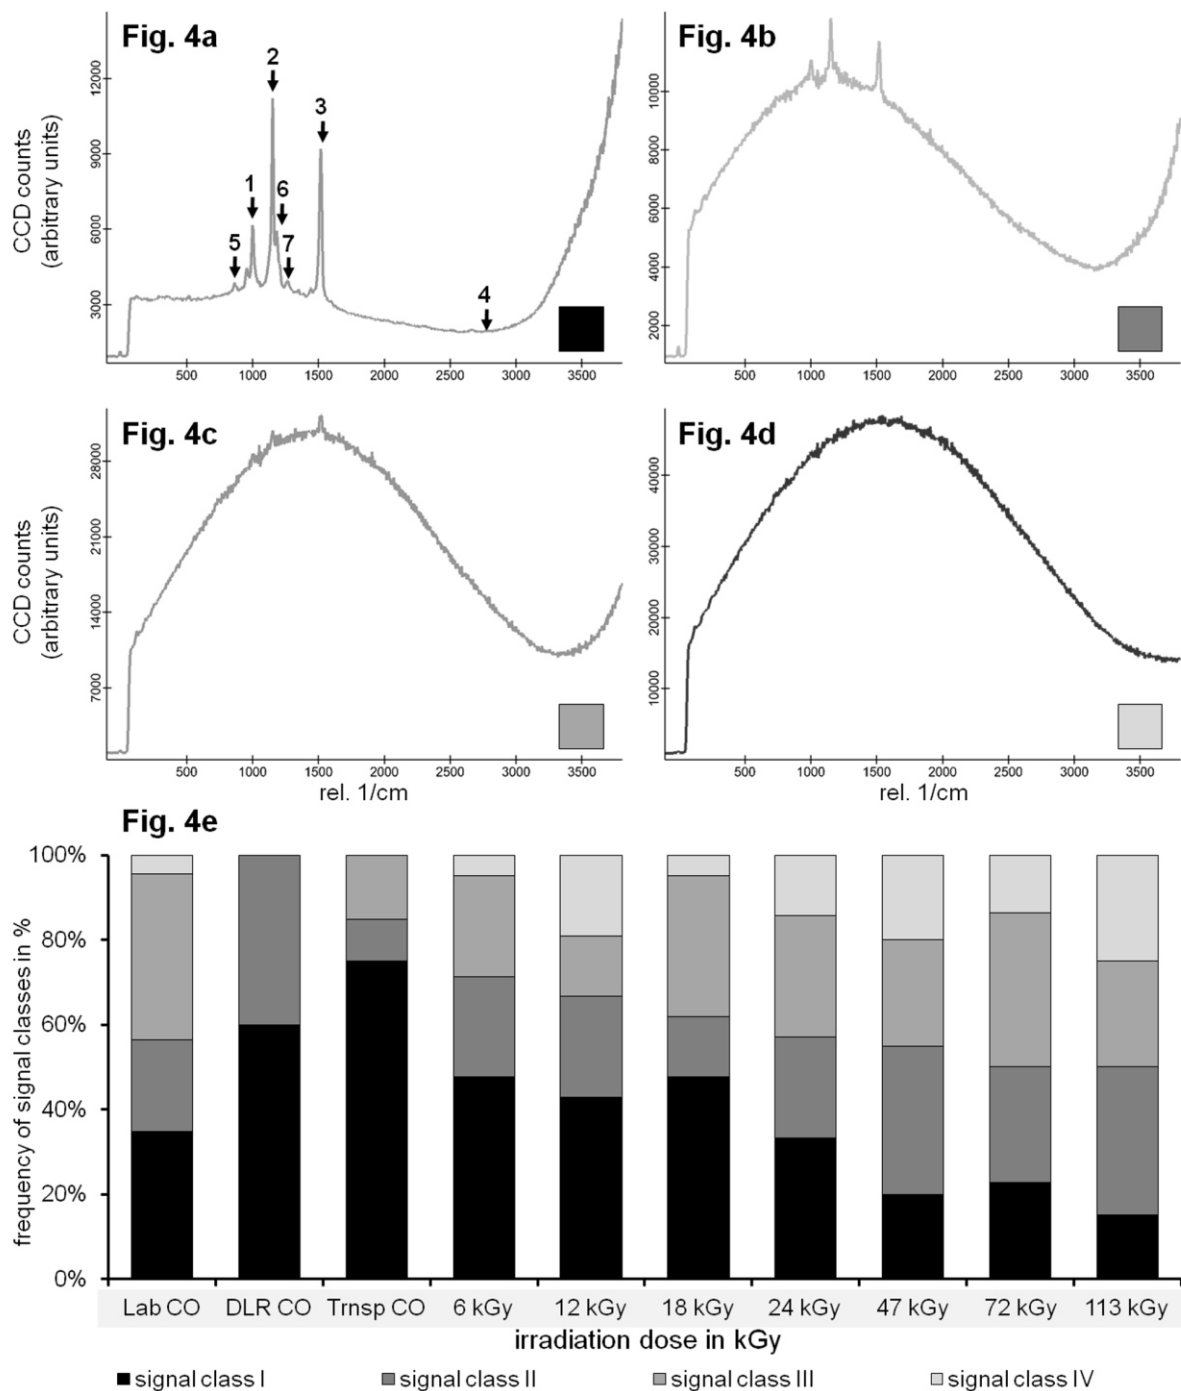 Fig. 4a
CCD counts
(arbitrary units)
12000
9000
6000
3000
1
2
3
4
5
6
7
500 1000 1500 2000 2500 3000 3500
Fig. 4b
10000
8000
6000
4000
2000
500 1000 1500 2000 2500 3000 3500
Fig. 4c
CCD counts
(arbitrary units)
28000
21000
14000
7000
500 1000 1500 2000 2500 3000 3500
rel. 1/cm
Fig. 4d
40000
30000
20000
10000
500 1000 1500 2000 2500 3000 3500
rel. 1/cm
Fig. 4e
frequency of signal classes in %
100%
80%
60%
40%
20%
0%
Lab CO DLR CO Trnsp CO 6 kGy 12 kGy 18 kGy 24 kGy 47 kGy 72 kGy 113 kGy
irradiation dose in kGy
signal class I signal class II signal class III signal class IV